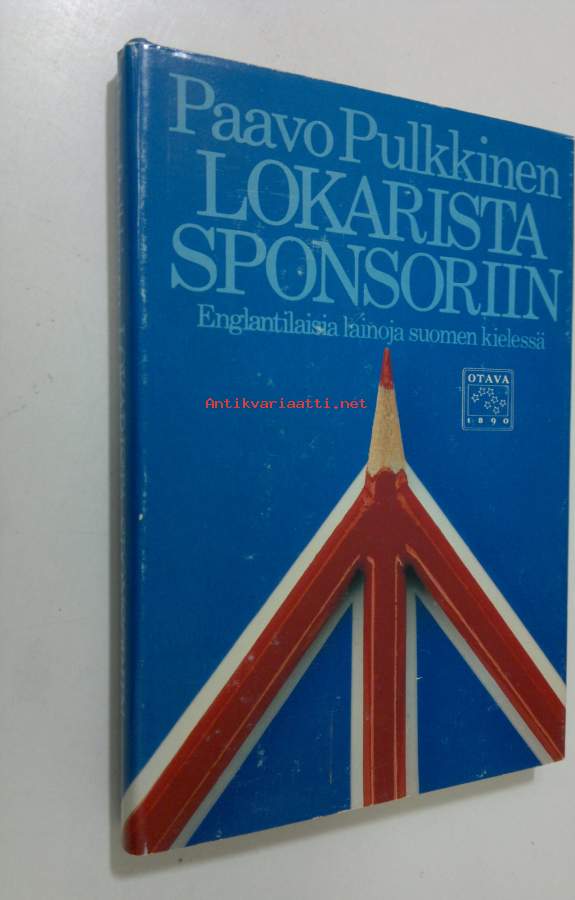 Paavo Pulkkinen
LOKARISTA
SPONSORIIN
Englantilaisia lainoja suomen kielessä
OTAVA
1890
Antikvariaatti.net